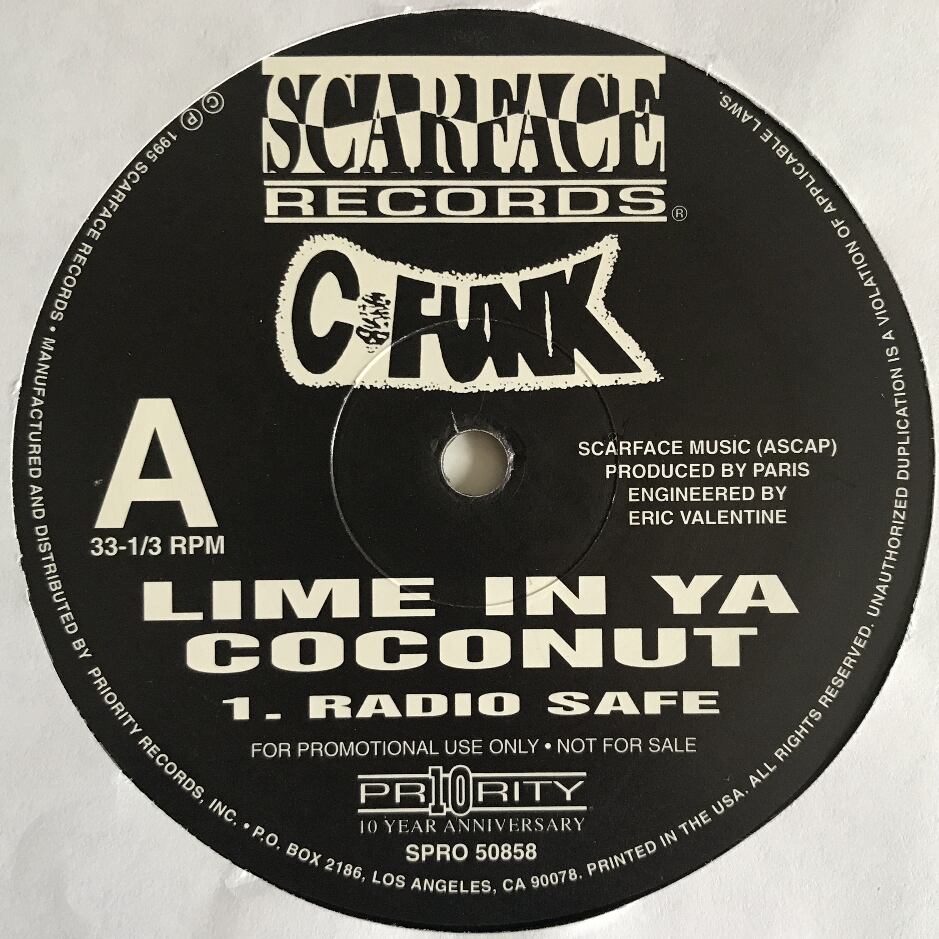 SCARFACE
RECORDS®
C-FUNK
A
33-1/3 RPM
SCARFACE MUSIC (ASCAP)
PRODUCED BY PARIS
ENGINEERED BY
ERIC VALENTINE
LIME IN YA
COCONUT
1. RADIO SAFE
FOR PROMOTIONAL USE ONLY • NOT FOR SALE
PR10RITY
10 YEAR ANNIVERSARY
SPRO 50858
©℗ 1995 SCARFACE RECORDS • MANUFACTURED AND DISTRIBUTED BY PRIORITY RECORDS, INC. • P.O. BOX 2186, LOS ANGELES, CA 90078. PRINTED IN THE USA. ALL RIGHTS RESERVED. UNAUTHORIZED DUPLICATION IS A VIOLATION OF APPLICABLE LAWS.